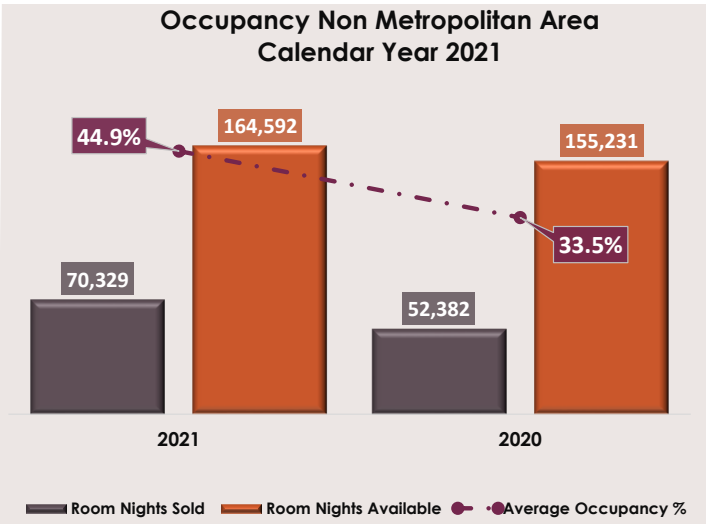 Occupancy Non Metropolitan Area
Calendar Year 2021
44.9%
164,592
155,231
33.5%
70,329
52,382
2021
2020
Room Nights Sold
Room Nights Available
Average Occupancy %